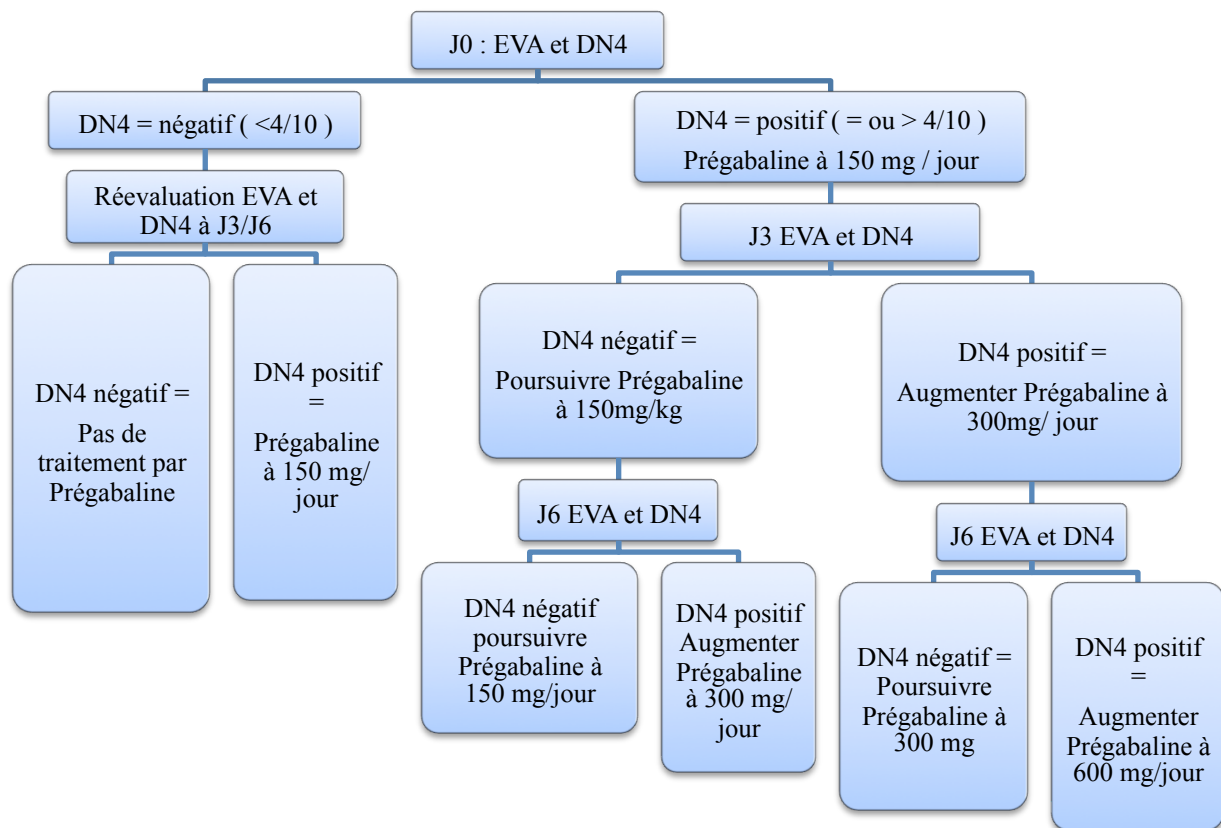 J0 : EVA et DN4
DN4 = négatif ( <4/10 )
DN4 = positif ( = ou > 4/10 )
Prégabaline à 150 mg / jour
Réevaluation EVA et
DN4 à J3/J6
J3 EVA et DN4
DN4 négatif =
Pas de
traitement par
Prégabaline
DN4 positif
=
Prégabaline
à 150 mg/
jour
DN4 négatif =
Poursuivre Prégabaline
à 150mg/kg
DN4 positif =
Augmenter Prégabaline à
300mg/ jour
J6 EVA et DN4
J6 EVA et DN4
DN4 négatif
poursuivre
Prégabaline à
150 mg/jour
DN4 positif
Augmenter
Prégabaline
à 300 mg/
jour
DN4 négatif =
Poursuivre
Prégabaline à
300 mg
DN4 positif
=
Augmenter
Prégabaline à
600 mg/jour